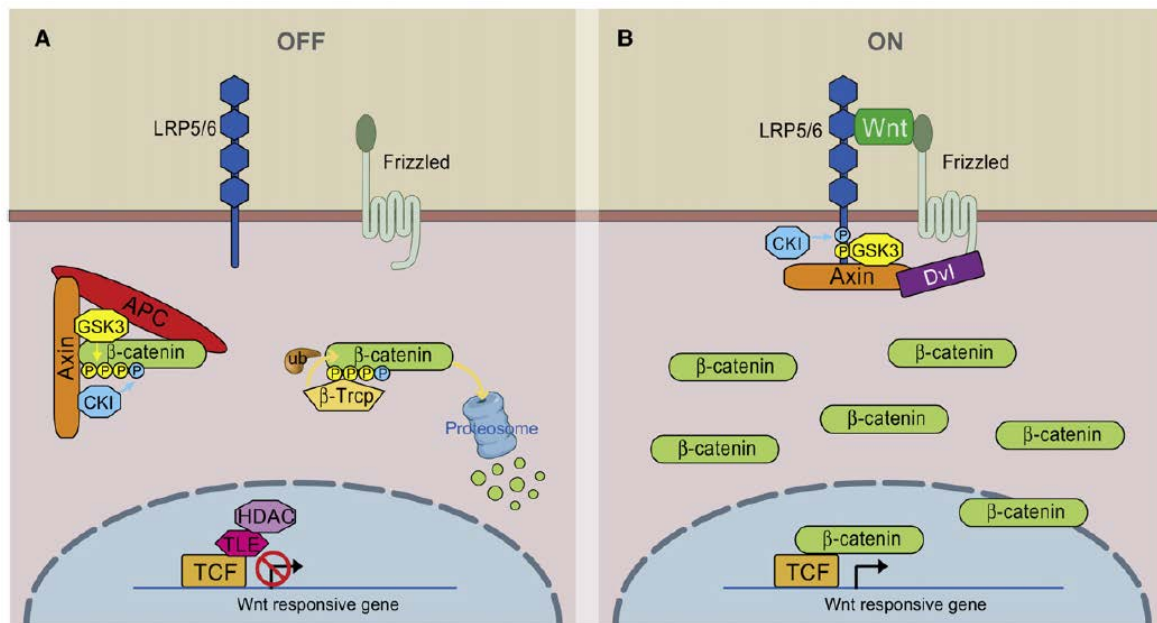 A
OFF
LRP5/6
Frizzled
APC
GSK3
Axin
β-catenin
P P P P
CKI
ub
β-catenin
P P P P
β-Trcp
Proteosome
HDAC
TLE
TCF
Wnt responsive gene
B
ON
LRP5/6
Wnt
Frizzled
CKI
P
P
GSK3
Axin
Dvl
β-catenin
β-catenin
β-catenin
β-catenin
β-catenin
β-catenin
β-catenin
TCF
Wnt responsive gene